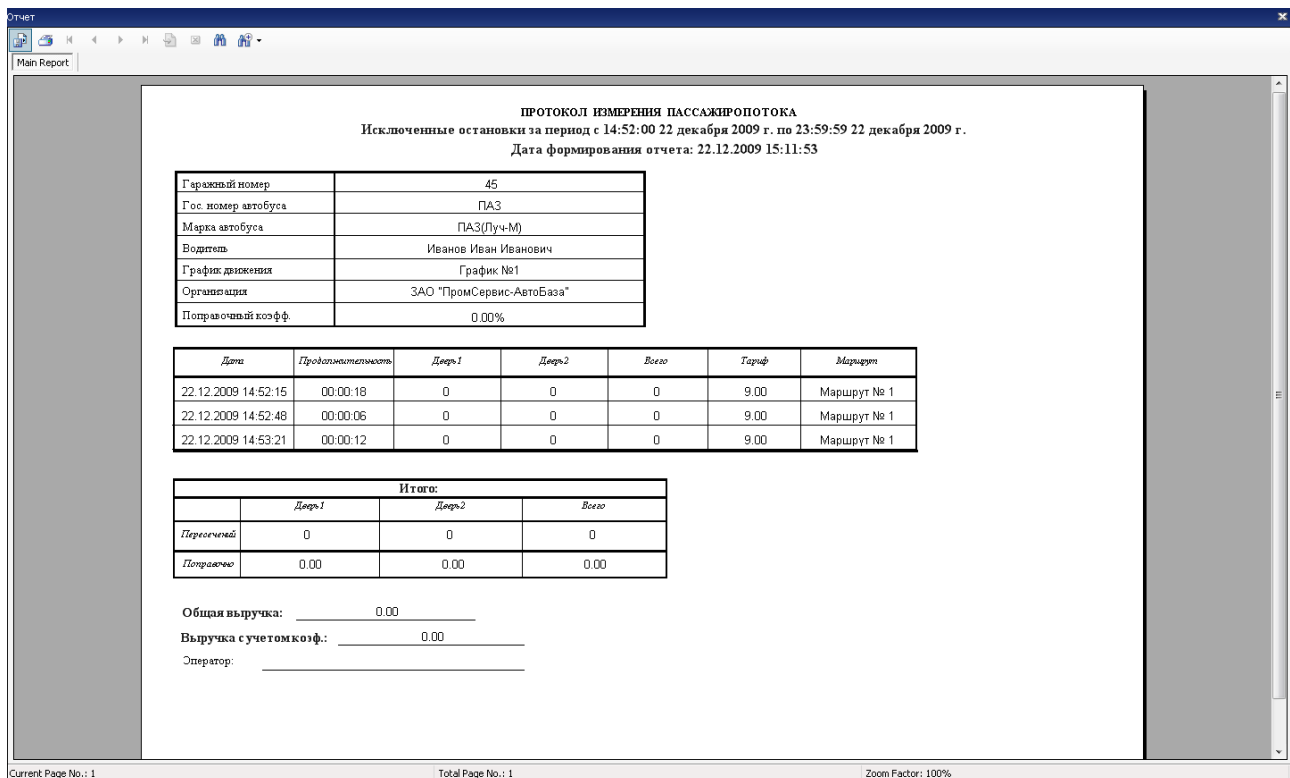 Отчет
Main Report
ПРОТОКОЛ ИЗМЕРЕНИЯ ПАССАЖИРОПОТОКА
Исключенные остановки за период с 14:52:00 22 декабря 2009 г. по 23:59:59 22 декабря 2009 г.
Дата формирования отчета: 22.12.2009 15:11:53
Гаражный номер 45
Гос. номер автобуса ПАЗ
Марка автобуса ПАЗ(Луч-М)
Водитель Иванов Иван Иванович
График движения График №1
Организация ЗАО "ПромСервис-АвтоБаза"
Поправочный коэфф. 0.00%
Дата Продолжительность Дверь1 Дверь2 Всего Тариф Маршрут
22.12.2009 14:52:15 00:00:18 0 0 0 9.00 Маршрут № 1
22.12.2009 14:52:48 00:00:06 0 0 0 9.00 Маршрут № 1
22.12.2009 14:53:21 00:00:12 0 0 0 9.00 Маршрут № 1
Итого:
Дверь1 Дверь2 Всего
Пересечений 0 0 0
Поправочно 0.00 0.00 0.00
Общая выручка: 0.00
Выручка с учетом коэф.: 0.00
Оператор:
Current Page No.: 1 Total Page No.: 1 Zoom Factor: 100%